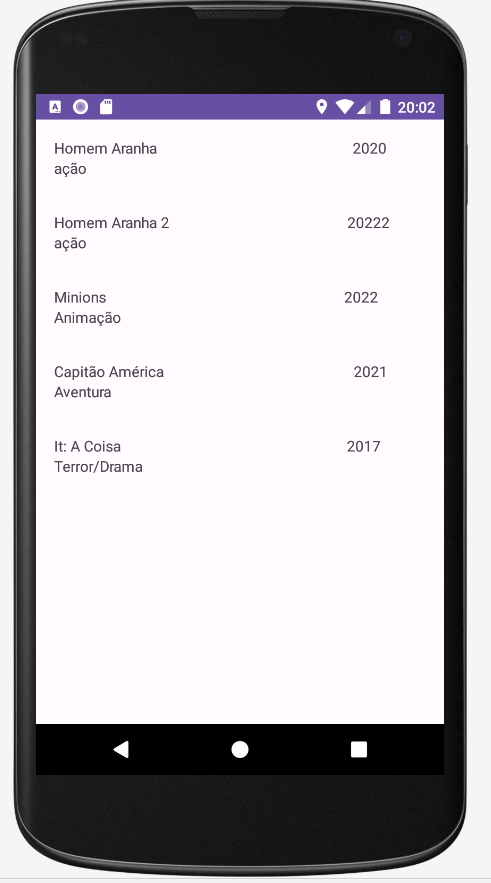 20:02
Homem Aranha 2020
ação
Homem Aranha 2 20222
ação
Minions 2022
Animação
Capitão América 2021
Aventura
It: A Coisa 2017
Terror/Drama